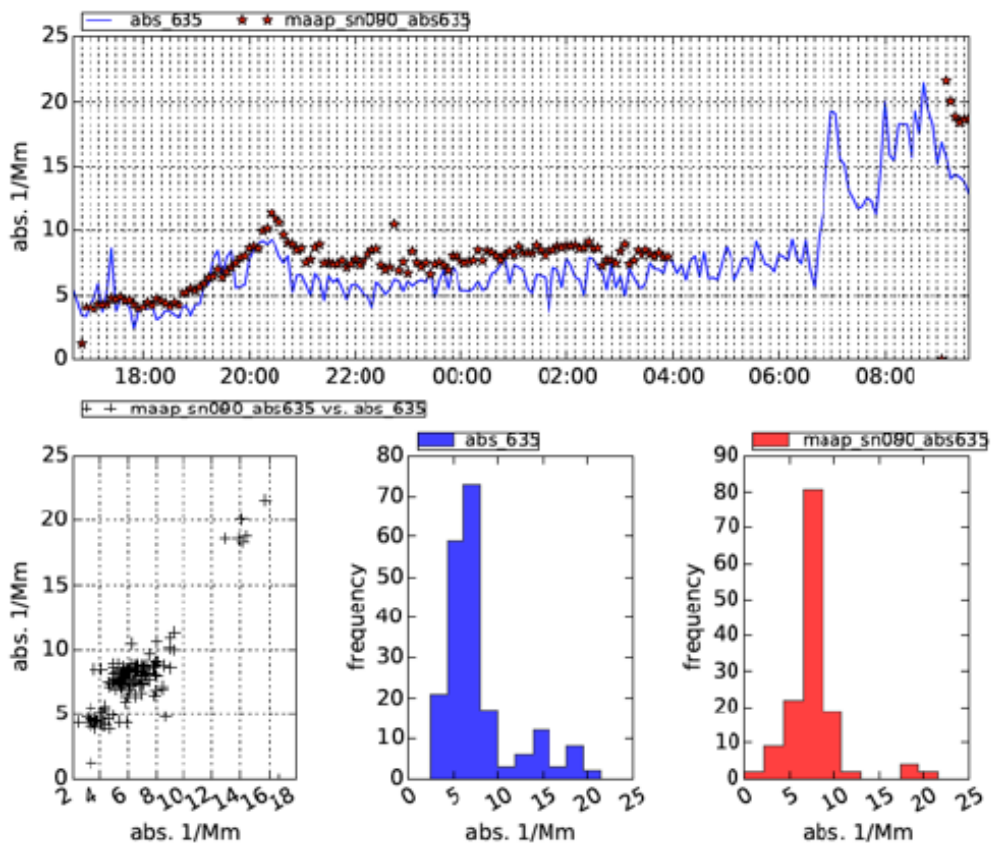 abs_635 maap_sn090_abs635
25
20
15
10
5
0
abs. 1/Mm
18:00 20:00 22:00 00:00 02:00 04:00 06:00 08:00
maap_sn090_abs635 vs. abs_635
25
20
15
10
5
0
abs. 1/Mm
2 4 6 8 10 12 14 16 18
abs. 1/Mm
abs_635
80
70
60
50
40
30
20
10
0
frequency
0 5 10 15 20 25
abs. 1/Mm
maap_sn090_abs635
90
80
70
60
50
40
30
20
10
0
frequency
0 5 10 15 20 25
abs. 1/Mm